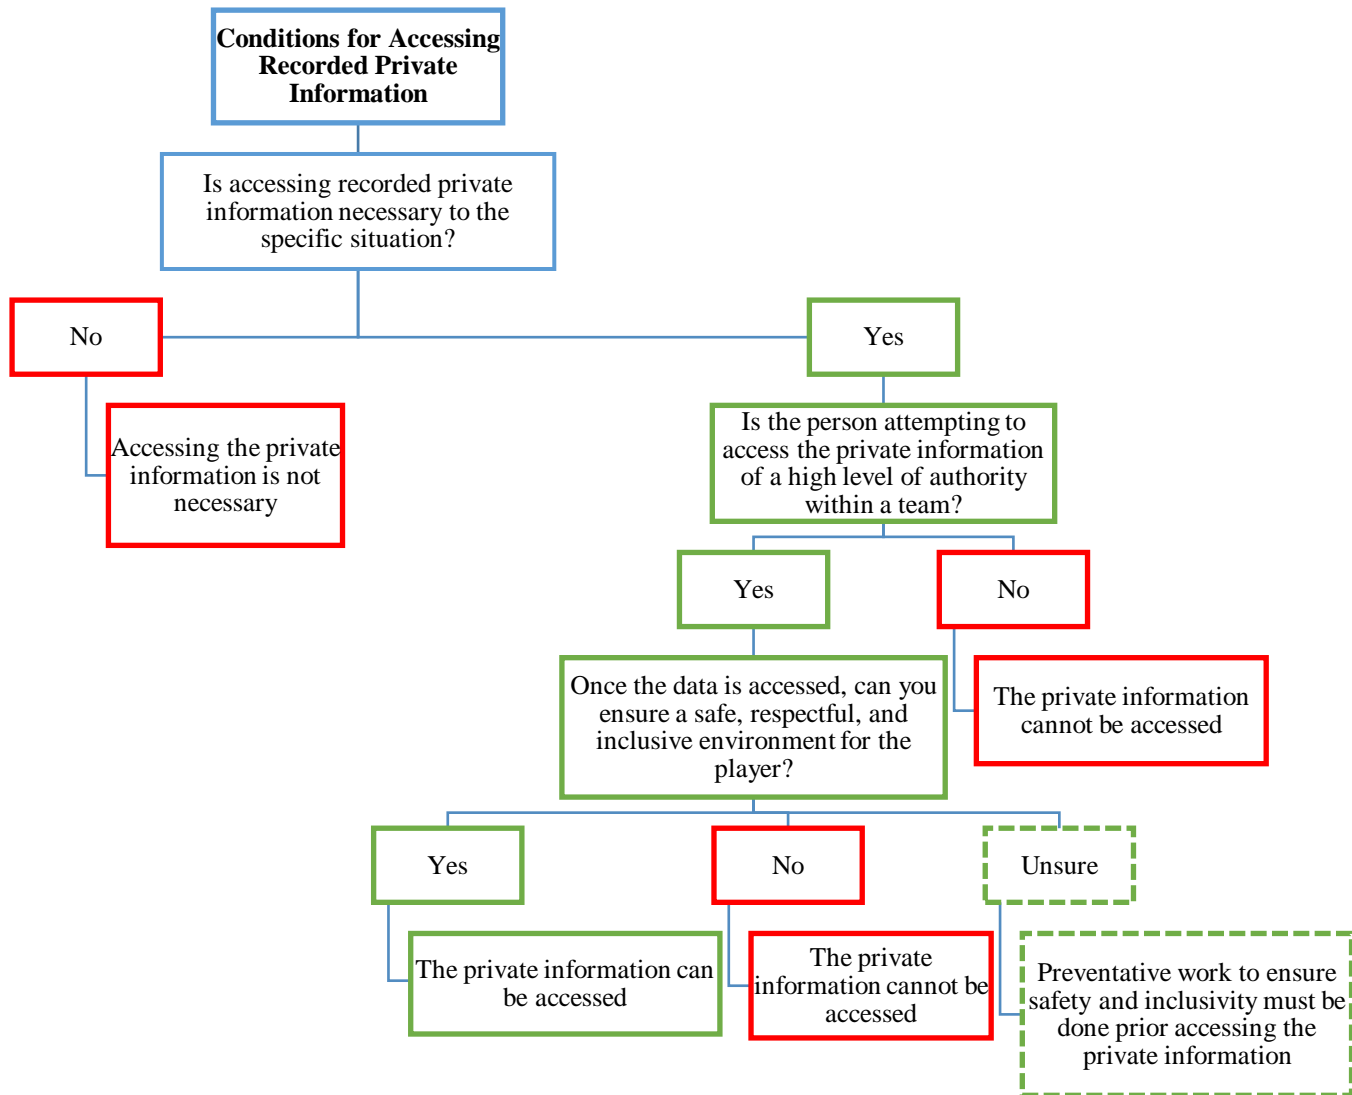 Conditions for Accessing
Recorded Private
Information
Is accessing recorded private
information necessary to the
specific situation?
No
Yes
Accessing the private
information is not
necessary
Is the person attempting to
access the private information
of a high level of authority
within a team?
Yes
No
Once the data is accessed, can you
ensure a safe, respectful, and
inclusive environment for the
player?
The private information
cannot be accessed
Yes
No
Unsure
The private information can
be accessed
The private
information cannot be
accessed
Preventative work to ensure
safety and inclusivity must be
done prior accessing the
private information